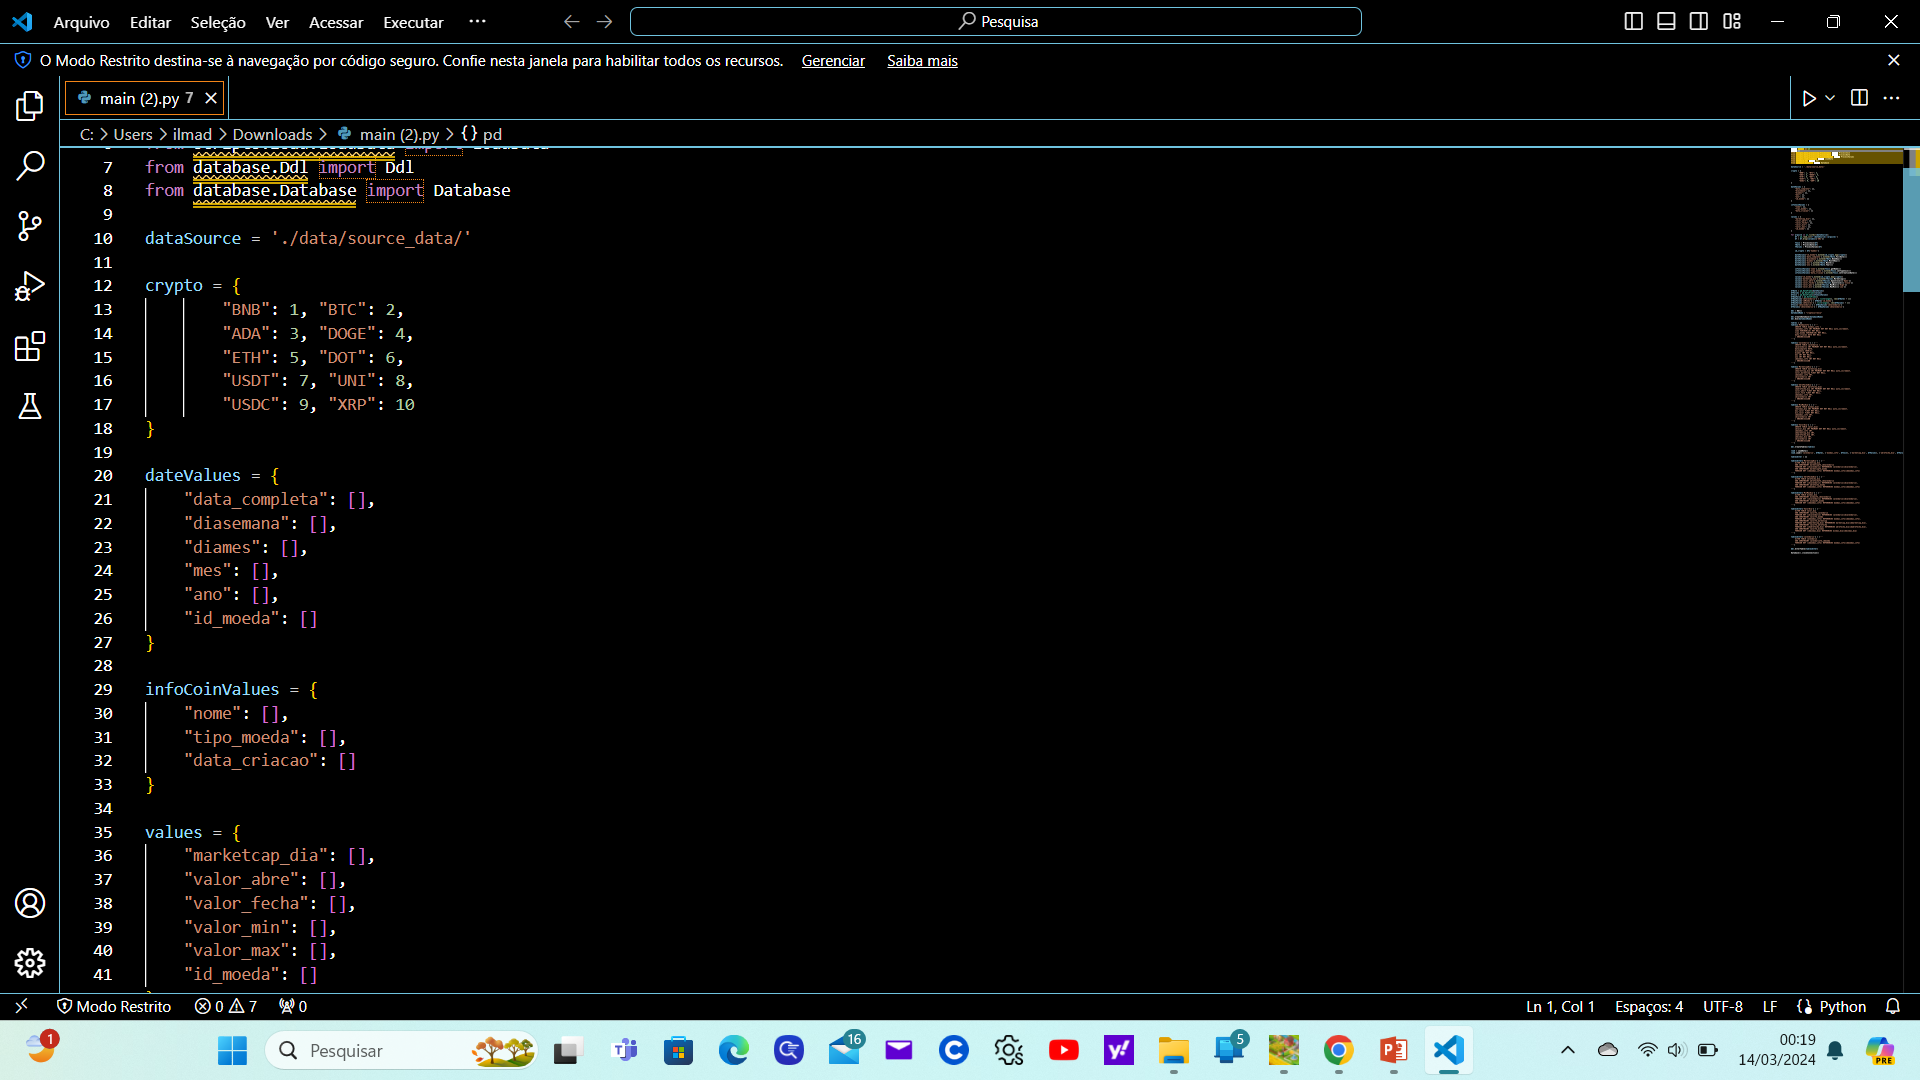 Arquivo Editar Seleção Ver Acessar Executar ··· Pesquisa
O Modo Restrito destina-se à navegação por código seguro. Confie nesta janela para habilitar todos os recursos. Gerenciar Saiba mais
main (2).py 7
C: > Users > ilmad > Downloads > main (2).py > {} pd
7 from database.Ddl import Ddl
8 from database.Database import Database
9
10 dataSource = './data/source_data/'
11
12 crypto = {
13 "BNB": 1, "BTC": 2,
14 "ADA": 3, "DOGE": 4,
15 "ETH": 5, "DOT": 6,
16 "USDT": 7, "UNI": 8,
17 "USDC": 9, "XRP": 10
18 }
19
20 dateValues = {
21 "data_completa": [],
22 "diasemana": [],
23 "diames": [],
24 "mes": [],
25 "ano": [],
26 "id_moeda": []
27 }
28
29 infoCoinValues = {
30 "nome": [],
31 "tipo_moeda": [],
32 "data_criacao": []
33 }
34
35 values = {
36 "marketcap_dia": [],
37 "valor_abre": [],
38 "valor_fecha": [],
39 "valor_min": [],
40 "valor_max": [],
41 "id_moeda": []
Modo Restrito 0 7 0 Ln 1, Col 1 Espaços: 4 UTF-8 LF {} Python
1 Pesquisar 16 y! 5 PRE
00:19
14/03/2024